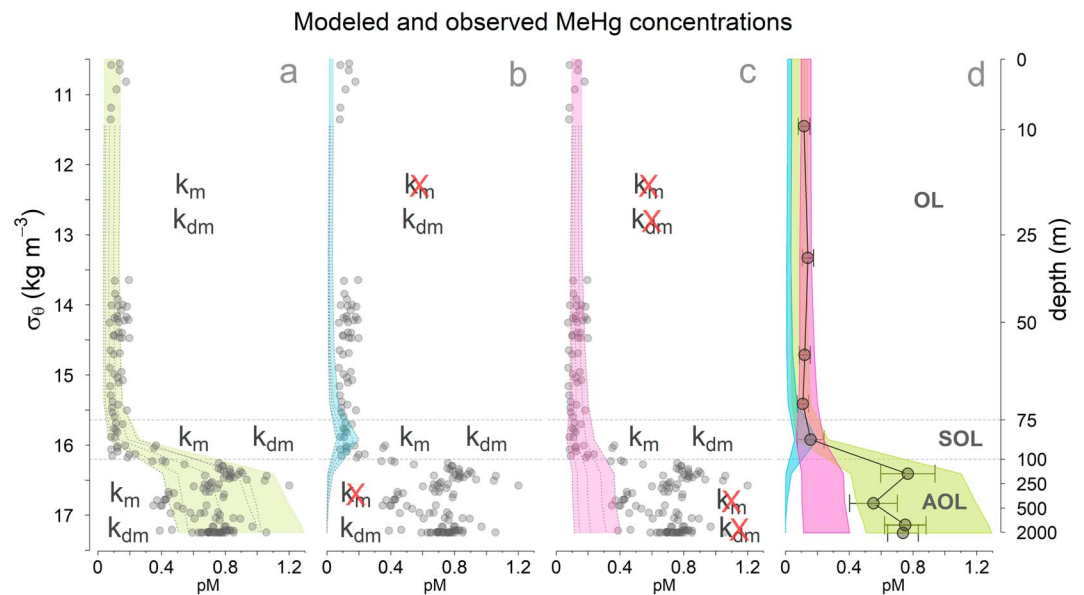 Modeled and observed MeHg concentrations
a
b
c
d
0
11
10
12
km
km
km
OL
kdm
kdm
kdm
25
13
σθ (kg m−3)
depth (m)
14
50
15
75
km kdm
km kdm
km kdm
SOL
16
100
250
km
km
km
AOL
500
17
kdm
kdm
kdm
2000
0 0.4 0.8 1.2
0 0.4 0.8 1.2
0 0.4 0.8 1.2
0 0.4 0.8 1.2
pM
pM
pM
pM